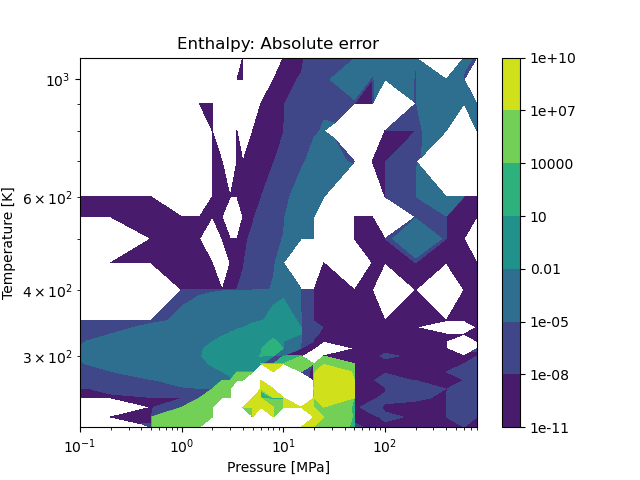 Enthalpy: Absolute error
Temperature [K]
10³
6 × 10²
4 × 10²
3 × 10²
10⁻¹ 10⁰ 10¹ 10²
Pressure [MPa]
1e+10
1e+07
10000
10
0.01
1e-05
1e-08
1e-11